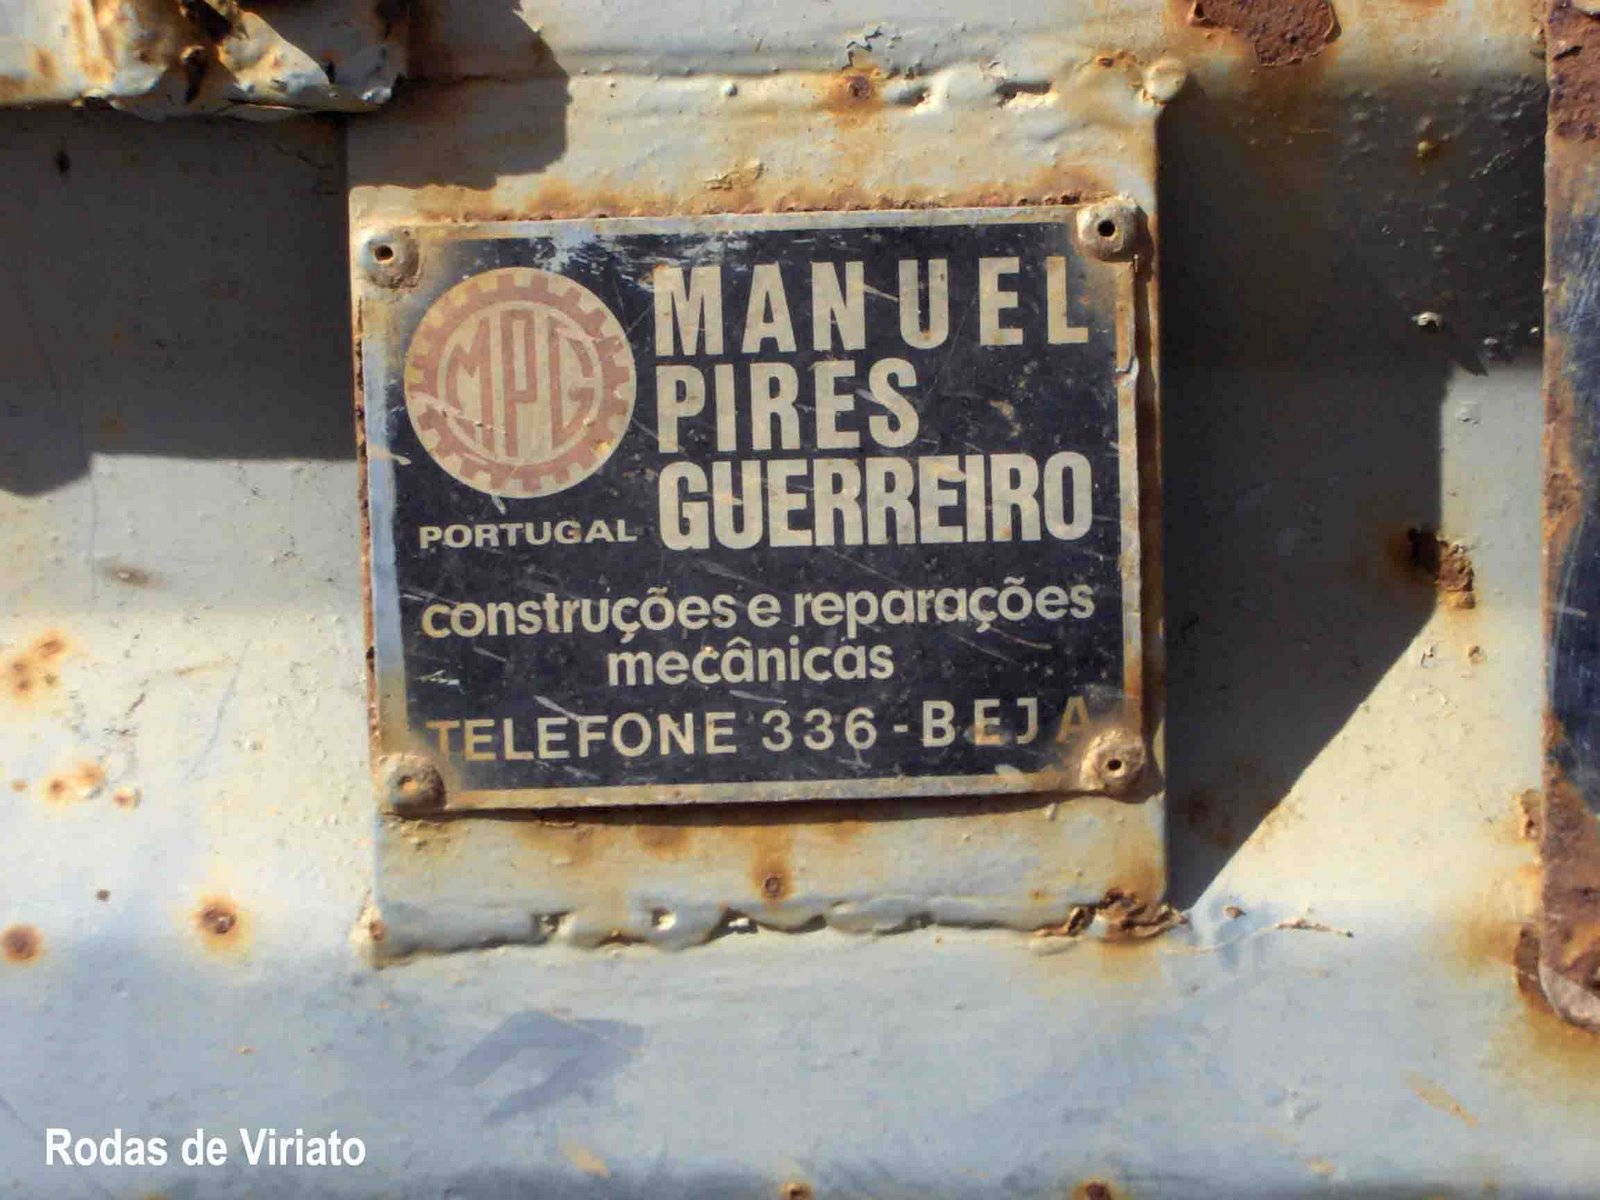 MPG
PORTUGAL
MANUEL
PIRES
GUERREIRO
construções e reparações
mecânicas
TELEFONE 336 - BEJA
Rodas de Viriato